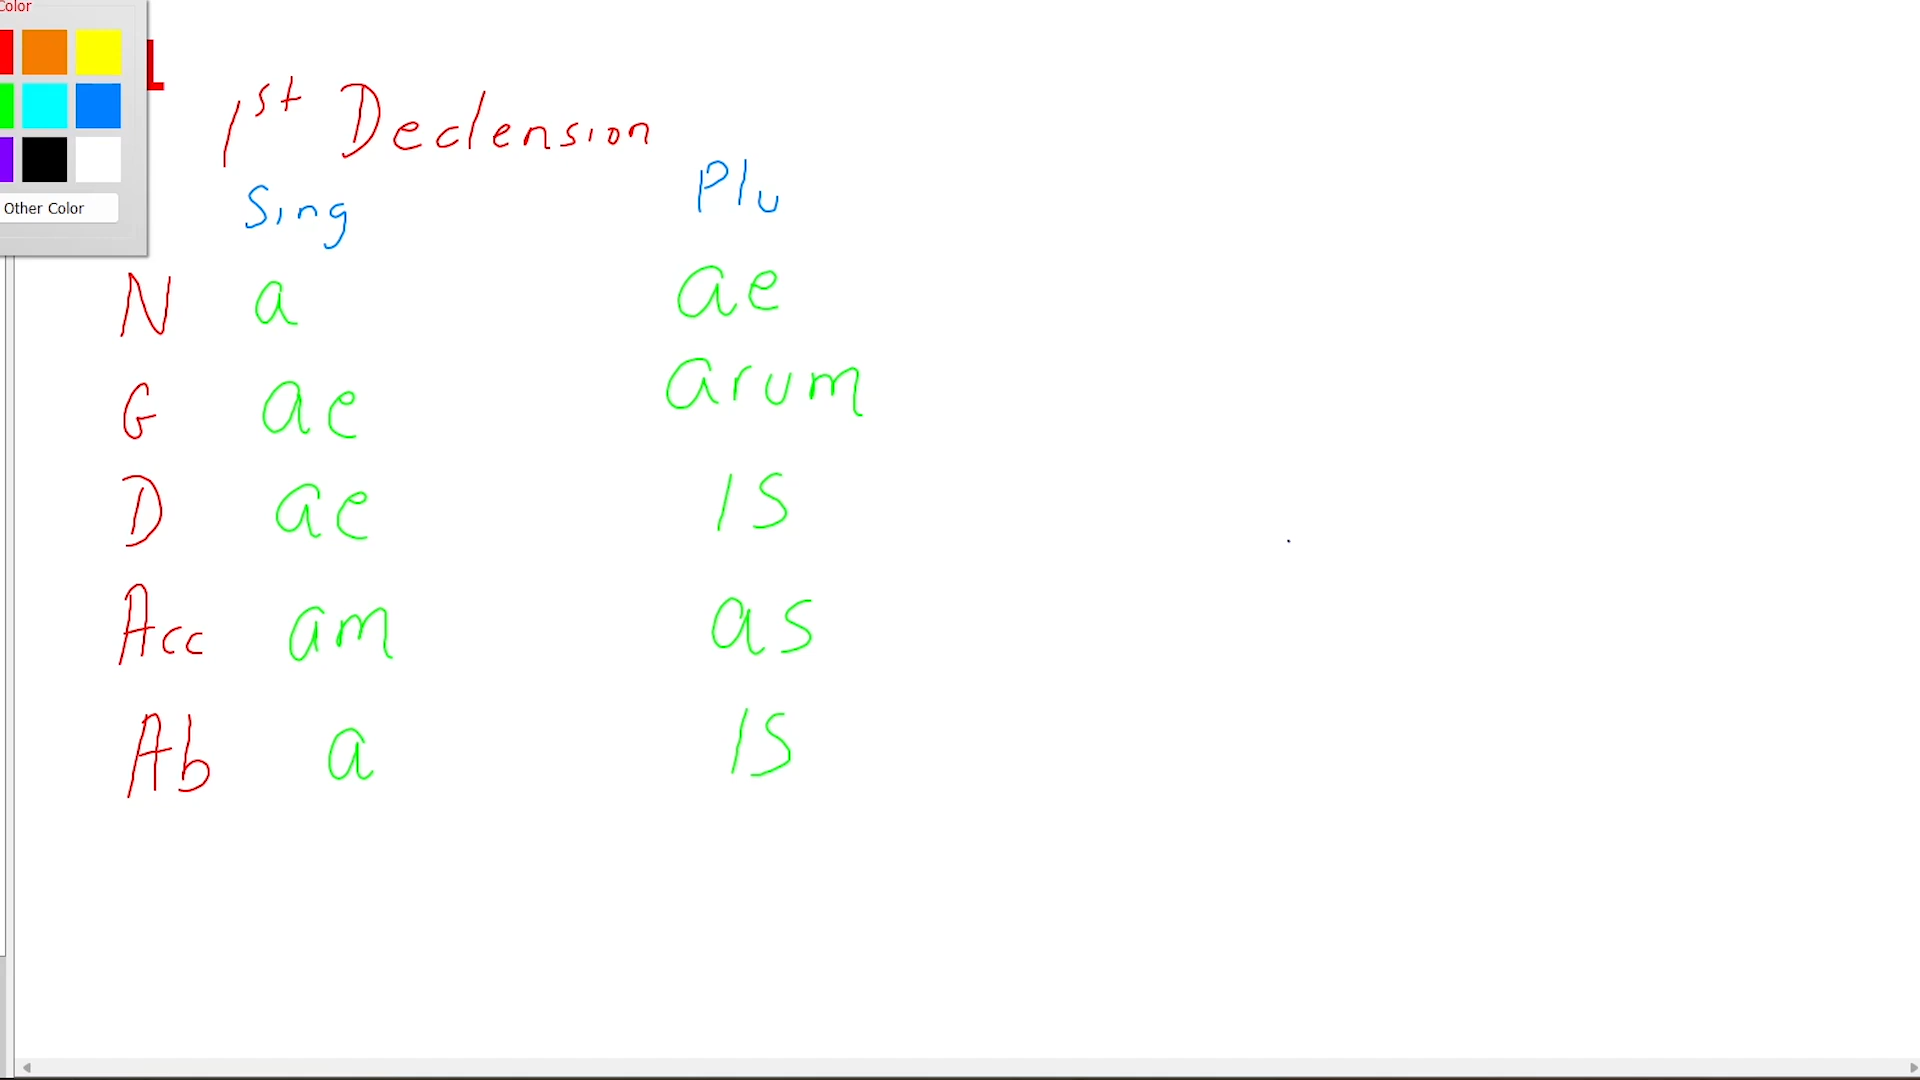 Color
Other Color
1st Declension
Sing Plu
N a ae
G ae arum
D ae is
Acc am as
Ab a is